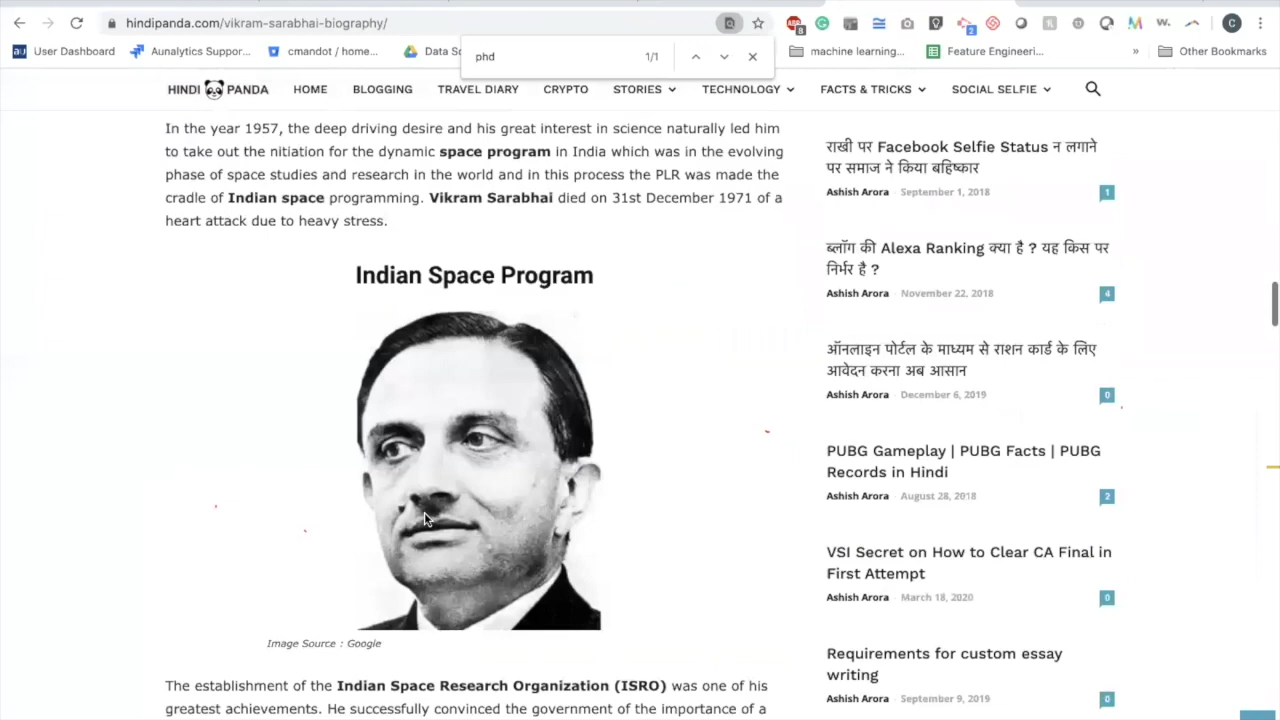 hindipanda.com/vikram-sarabhai-biography/
8
2
C
User Dashboard
Aunalytics Suppor...
cmandot / home...
Data
phd
1/1
machine learning...
Feature Engineeri...
»
Other Bookmarks
HINDI PANDA
HOME
BLOGGING
TRAVEL DIARY
CRYPTO
STORIES
TECHNOLOGY
FACTS & TRICKS
SOCIAL SELFIE
In the year 1957, the deep driving desire and his great interest in science naturally led him
to take out the nitiation for the dynamic space program in India which was in the evolving
phase of space studies and research in the world and in this process the PLR was made the
cradle of Indian space programming. Vikram Sarabhai died on 31st December 1971 of a
heart attack due to heavy stress.
Indian Space Program
Image Source : Google
The establishment of the Indian Space Research Organization (ISRO) was one of his
greatest achievements. He successfully convinced the government of the importance of a
राखी पर Facebook Selfie Status न लगाने
पर समाज ने किया बहिष्कार
Ashish Arora - September 1, 2018
1
ब्लॉग की Alexa Ranking क्या है ? यह किस पर
निर्भर है ?
Ashish Arora - November 22, 2018
4
ऑनलाइन पोर्टल के माध्यम से राशन कार्ड के लिए
आवेदन करना अब आसान
Ashish Arora - December 6, 2019
0
PUBG Gameplay | PUBG Facts | PUBG
Records in Hindi
Ashish Arora - August 28, 2018
2
VSI Secret on How to Clear CA Final in
First Attempt
Ashish Arora - March 18, 2020
0
Requirements for custom essay
writing
Ashish Arora - September 9, 2019
0